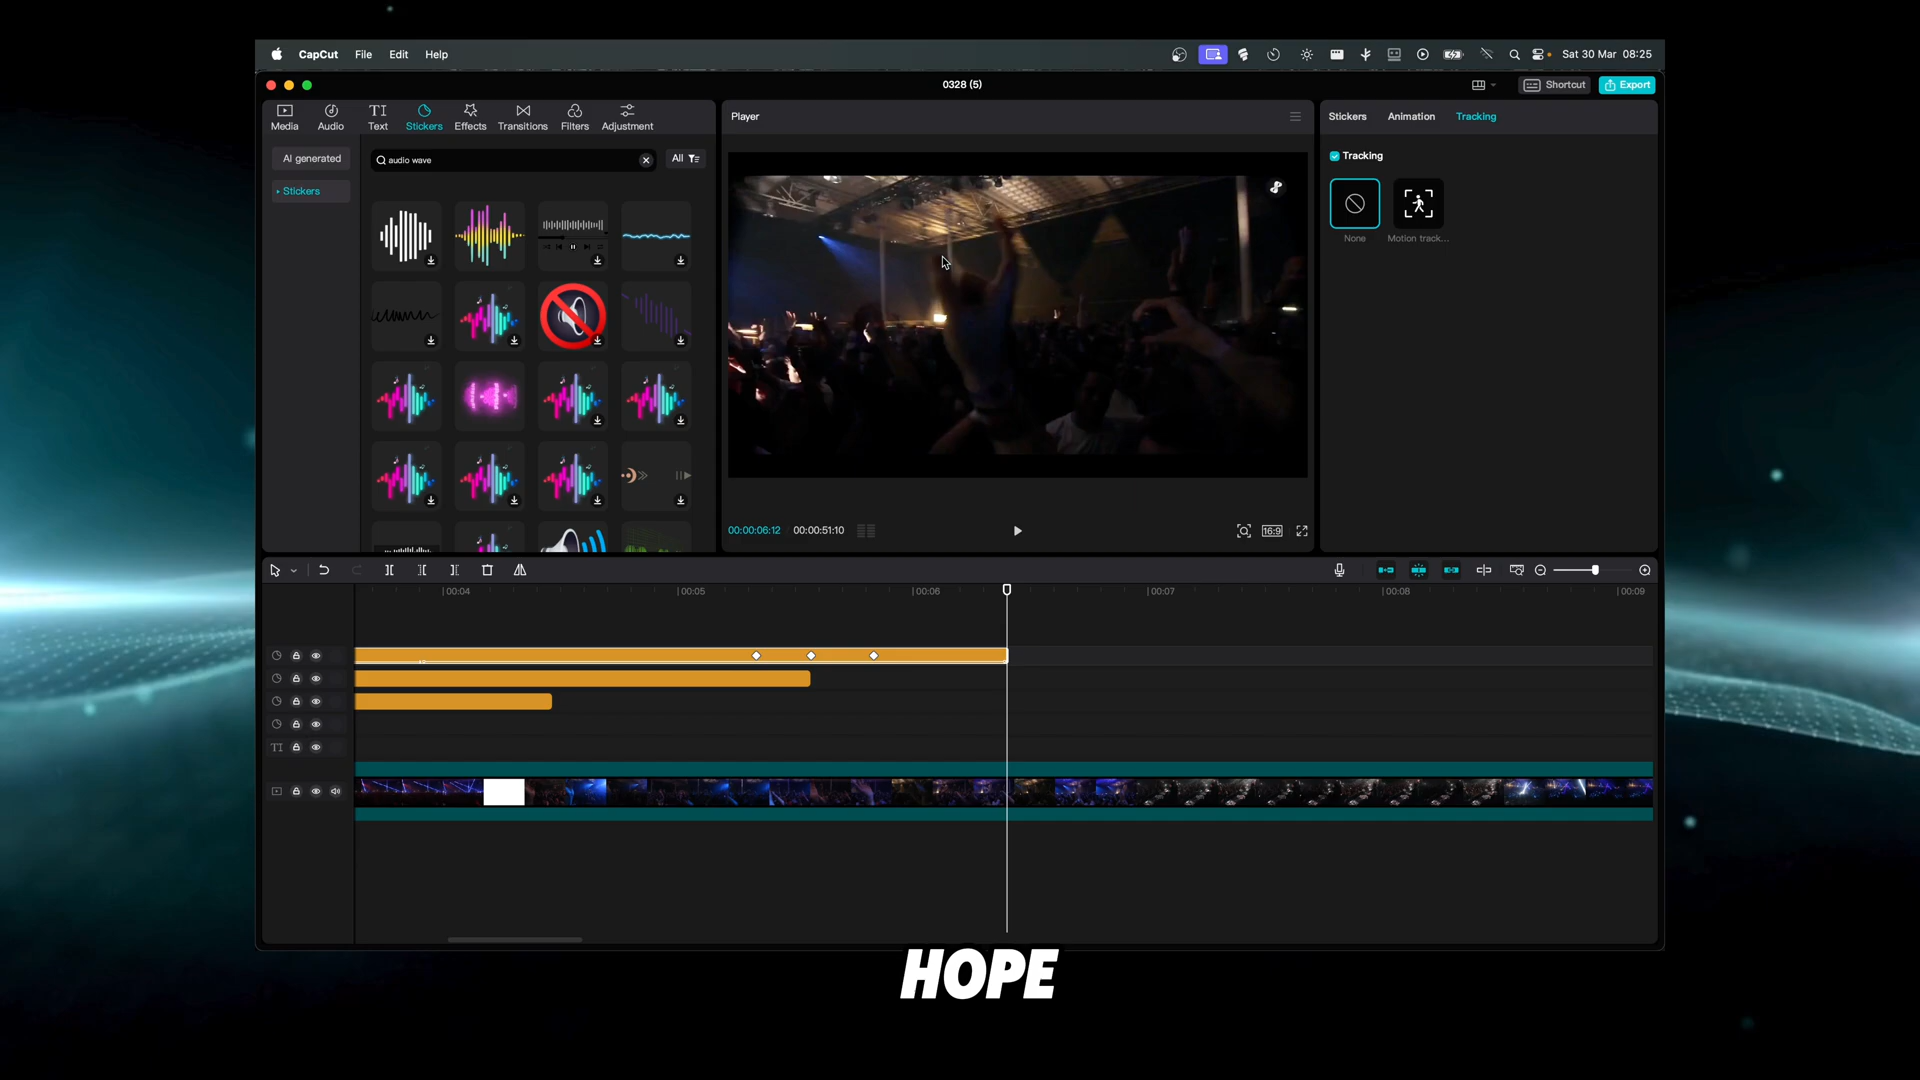 CapCut File Edit Help
Sat 30 Mar 08:25
0328 (5)
Shortcut
Export
Media
Audio
Text
Stickers
Effects
Transitions
Filters
Adjustment
AI generated
Stickers
audio wave
All
Player
00:00:06:12 00:00:51:10
16:9
Stickers Animation Tracking
Tracking
None
Motion track...
00:04
00:05
00:06
00:07
00:08
00:09
TI
HOPE